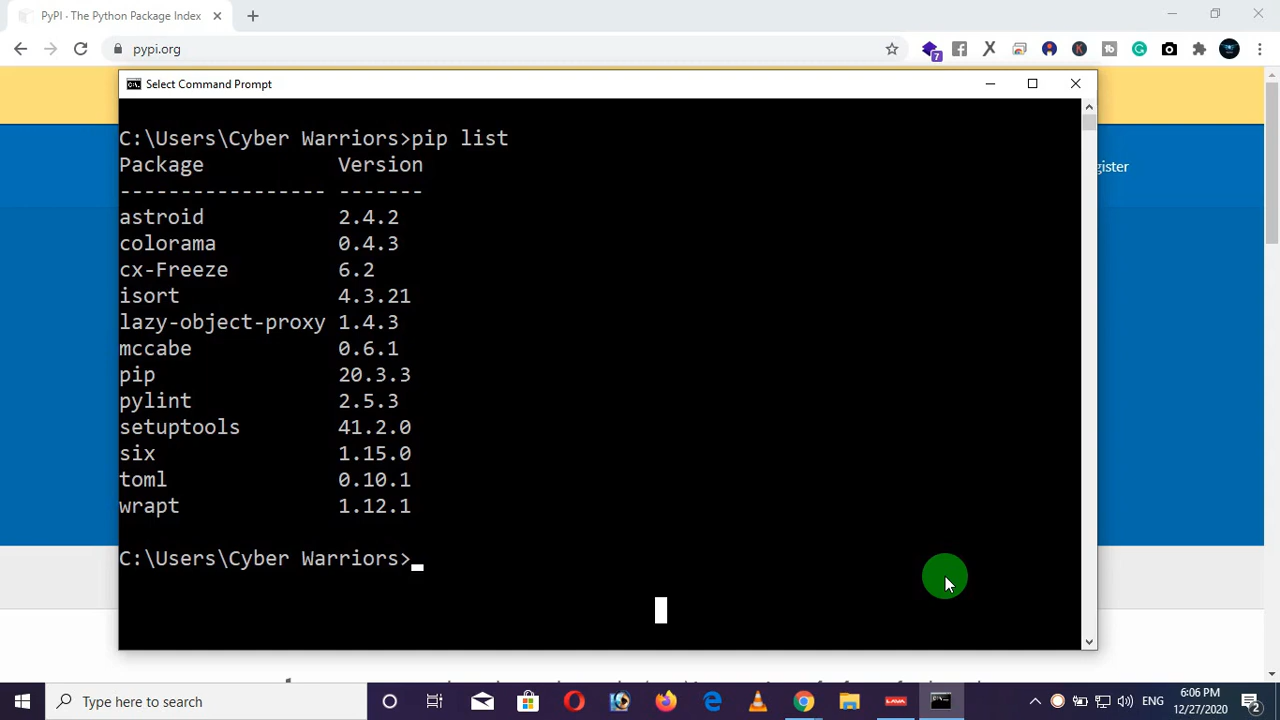 PyPI · The Python Package Index
pypi.org
7
Select Command Prompt
gister
C:\Users\Cyber Warriors>pip list
Package Version
----------------- -------
astroid 2.4.2
colorama 0.4.3
cx-Freeze 6.2
isort 4.3.21
lazy-object-proxy 1.4.3
mccabe 0.6.1
pip 20.3.3
pylint 2.5.3
setuptools 41.2.0
six 1.15.0
toml 0.10.1
wrapt 1.12.1
C:\Users\Cyber Warriors>
Type here to search
LAVA
ENG
6:06 PM
12/27/2020
2